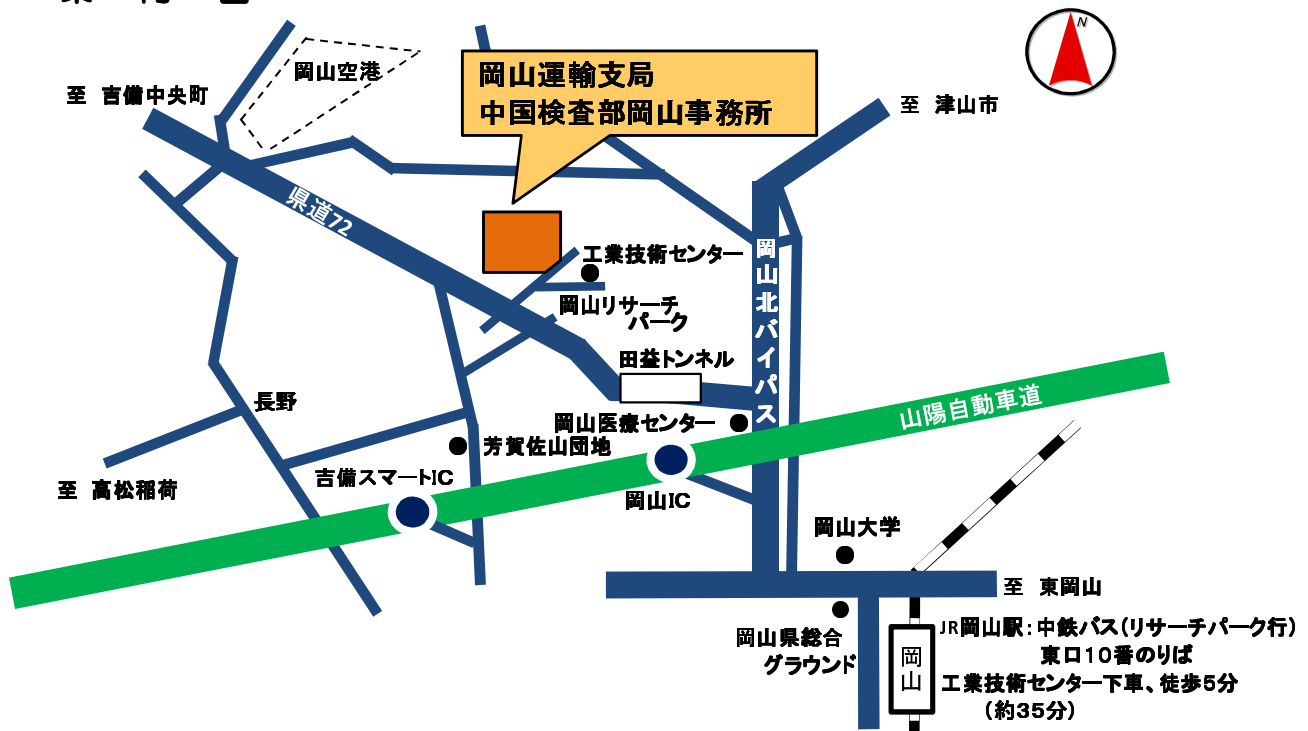 岡山空港
至 吉備中央町
岡山運輸支局
中国検査部岡山事務所
N
至 津山市
県道72
工業技術センター
岡山北バイパス
岡山リサーチ
パーク
田益トンネル
長野
岡山医療センター
山陽自動車道
芳賀佐山団地
吉備スマートIC
至 高松稲荷
岡山IC
岡山大学
至 東岡山
岡山県総合
グラウンド
岡山
JR岡山駅:中鉄バス(リサーチパーク行)
東口10番のりば
工業技術センター下車、徒歩5分
(約35分)